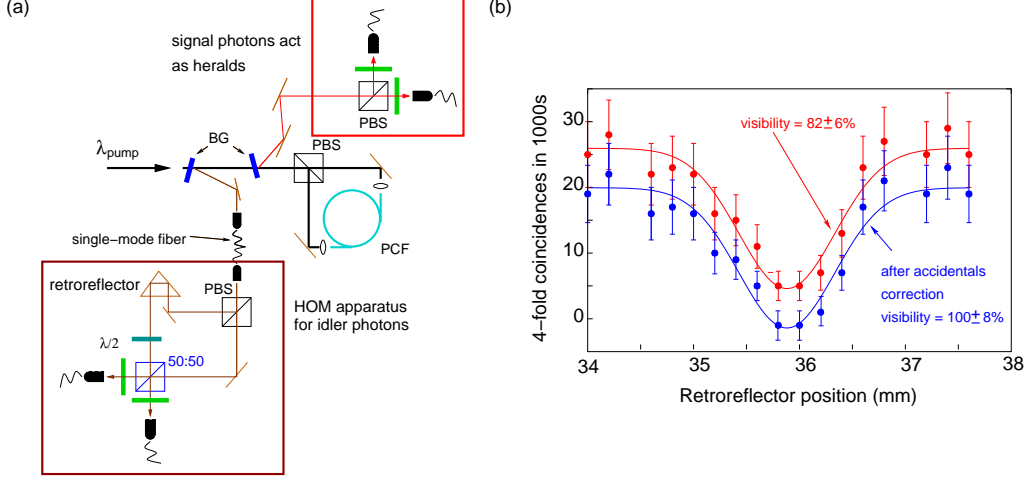 (a)
signal photons act
as heralds
PBS
BG
PBS
λpump
PCF
single−mode fiber
retroreflector
PBS
HOM apparatus
for idler photons
λ/2
50:50
(b)
4−fold coincidences in 1000s
40
30
20
10
0
visibility = 82±6%
after accidentals
correction
visibility = 100±8%
34
35
36
37
38
Retroreflector position (mm)